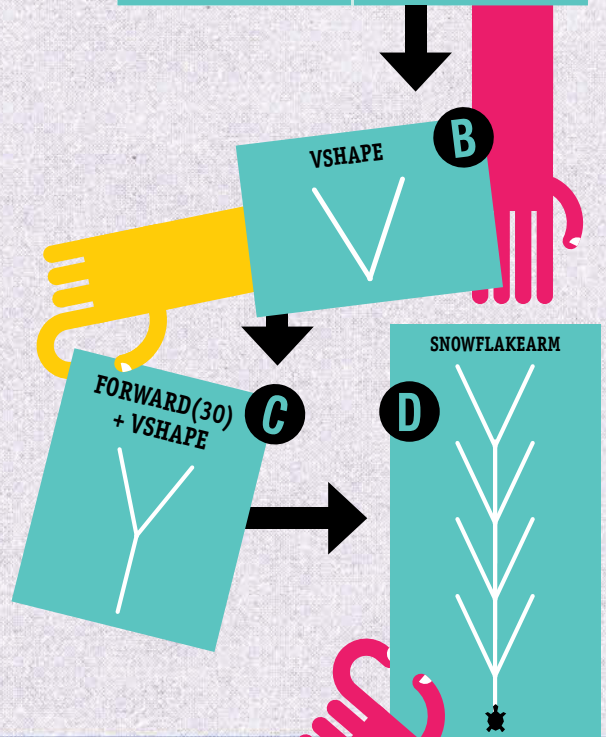 B
VSHAPE
C
FORWARD(30)
+ VSHAPE
D
SNOWFLAKEARM